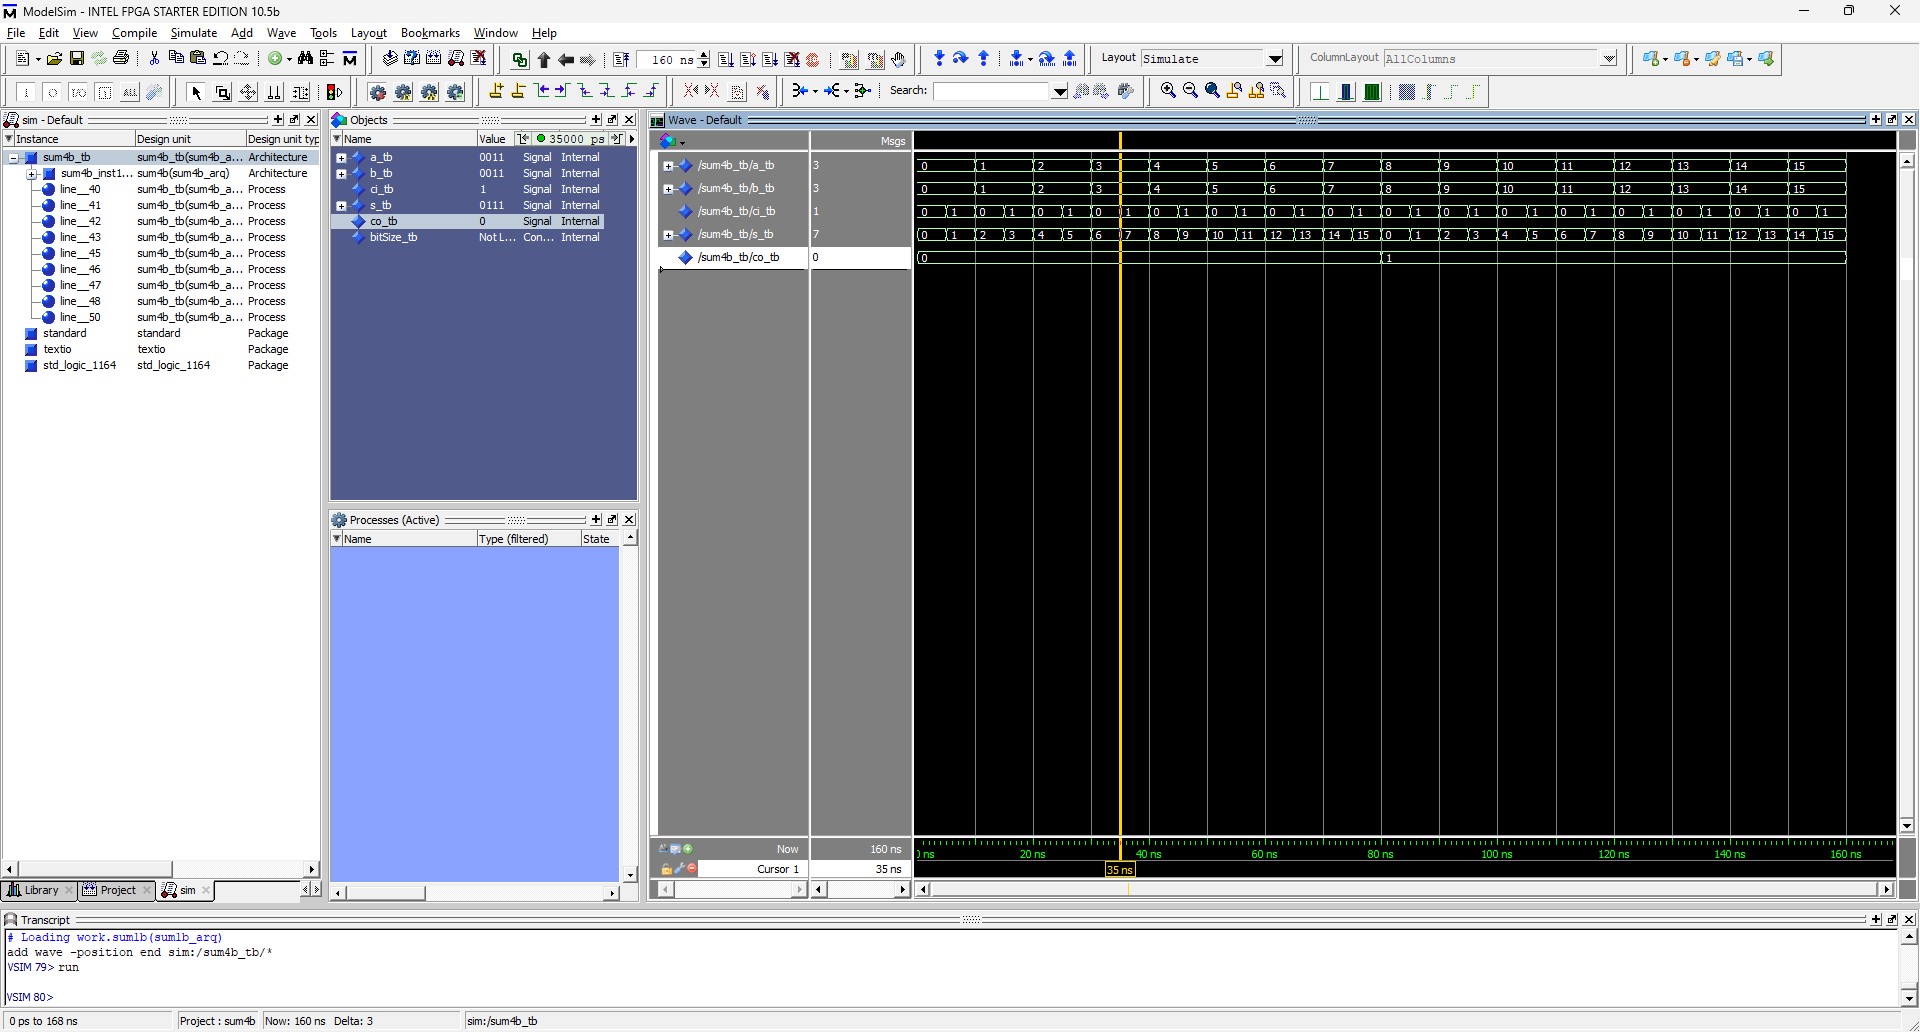 ModelSim - INTEL FPGA STARTER EDITION 10.5b
File Edit View Compile Simulate Add Wave Tools Layout Bookmarks Window Help
160 ns
Layout Simulate
ColumnLayout AllColumns
ALL
Search:
sim - Default
Instance Design unit Design unit typ
sum4b_tb sum4b_tb(sum4b_a... Architecture
sum4b_inst1... sum4b(sum4b_arq) Architecture
line__40 sum4b_tb(sum4b_a... Process
line__41 sum4b_tb(sum4b_a... Process
line__42 sum4b_tb(sum4b_a... Process
line__43 sum4b_tb(sum4b_a... Process
line__45 sum4b_tb(sum4b_a... Process
line__46 sum4b_tb(sum4b_a... Process
line__47 sum4b_tb(sum4b_a... Process
line__48 sum4b_tb(sum4b_a... Process
line__50 sum4b_tb(sum4b_a... Process
standard standard Package
textio textio Package
std_logic_1164 std_logic_1164 Package
Library Project sim
Objects
Name Value 35000 ps
a_tb 0011 Signal Internal
b_tb 0011 Signal Internal
ci_tb 1 Signal Internal
s_tb 0111 Signal Internal
co_tb 0 Signal Internal
bitSize_tb Not L... Con... Internal
Processes (Active)
Name Type (filtered) State
Wave - Default
Msgs
/sum4b_tb/a_tb 3 0 1 2 3 4 5 6 7 8 9 10 11 12 13 14 15
/sum4b_tb/b_tb 3 0 1 2 3 4 5 6 7 8 9 10 11 12 13 14 15
/sum4b_tb/ci_tb 1 0 1 0 1 0 1 0 1 0 1 0 1 0 1 0 1 0 1 0 1 0 1 0 1 0 1 0 1 0 1 0 1
/sum4b_tb/s_tb 7 0 1 2 3 4 5 6 7 8 9 10 11 12 13 14 15 0 1 2 3 4 5 6 7 8 9 10 11 12 13 14 15
/sum4b_tb/co_tb 0 0 1
Now 160 ns ns 20 ns 40 ns 60 ns 80 ns 100 ns 120 ns 140 ns 160 ns
Cursor 1 35 ns 35 ns
Transcript
# Loading work.sum1b(sum1b_arq)
add wave -position end sim:/sum4b_tb/*
VSIM 79> run
VSIM 80>
0 ps to 168 ns Project : sum4b Now: 160 ns Delta: 3 sim:/sum4b_tb